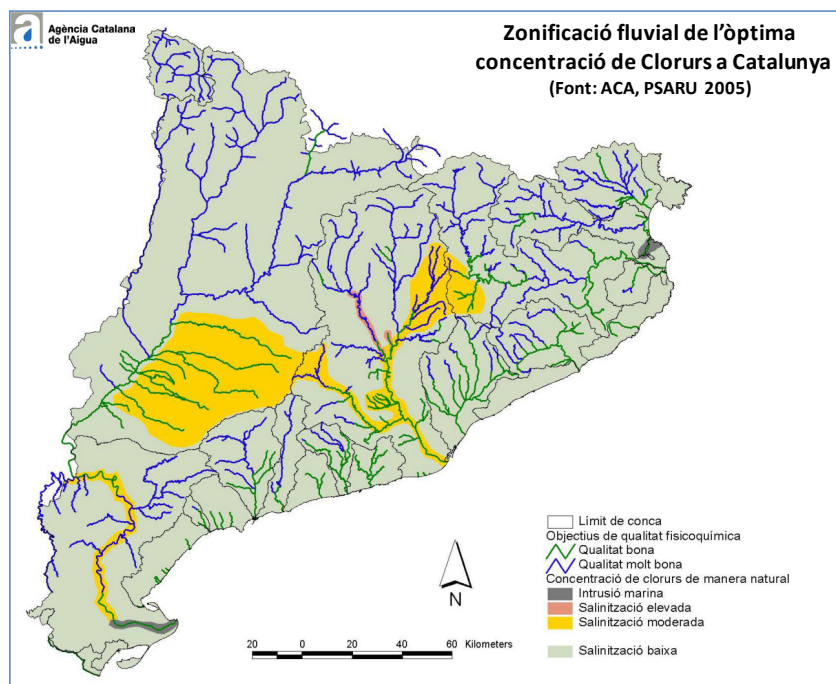 Agència Catalana
de l'Aigua
Zonificació fluvial de l'òptima
concentració de Clorurs a Catalunya
(Font: ACA, PSARU 2005)
Límit de conca
Objectius de qualitat fisicoquímica
Qualitat bona
Qualitat molt bona
Concentració de clorurs de manera natural
Intrusió marina
Salinització elevada
Salinització moderada
Salinització baixa
N
20 0 20 40 60 Kilometers